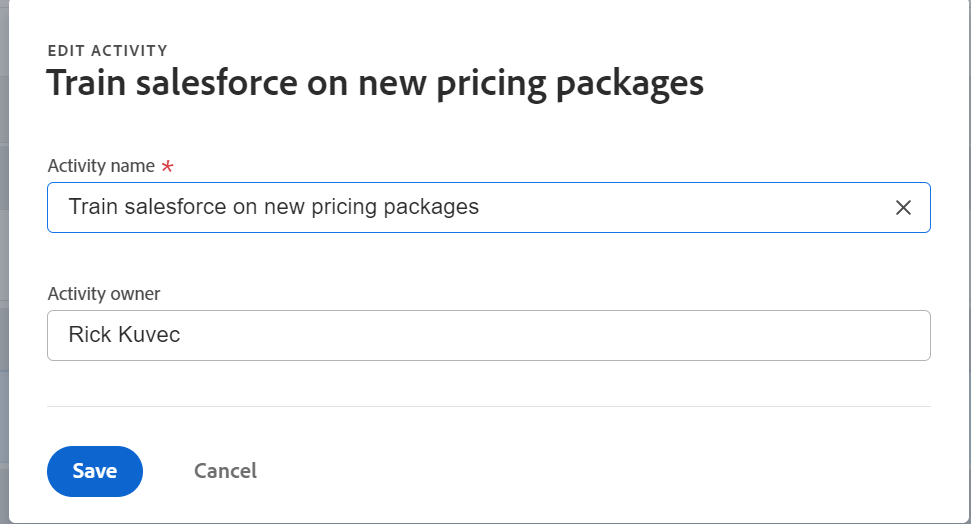 EDIT ACTIVITY
Train salesforce on new pricing packages
Activity name *
Train salesforce on new pricing packages
Activity owner
Rick Kuvec
Save Cancel